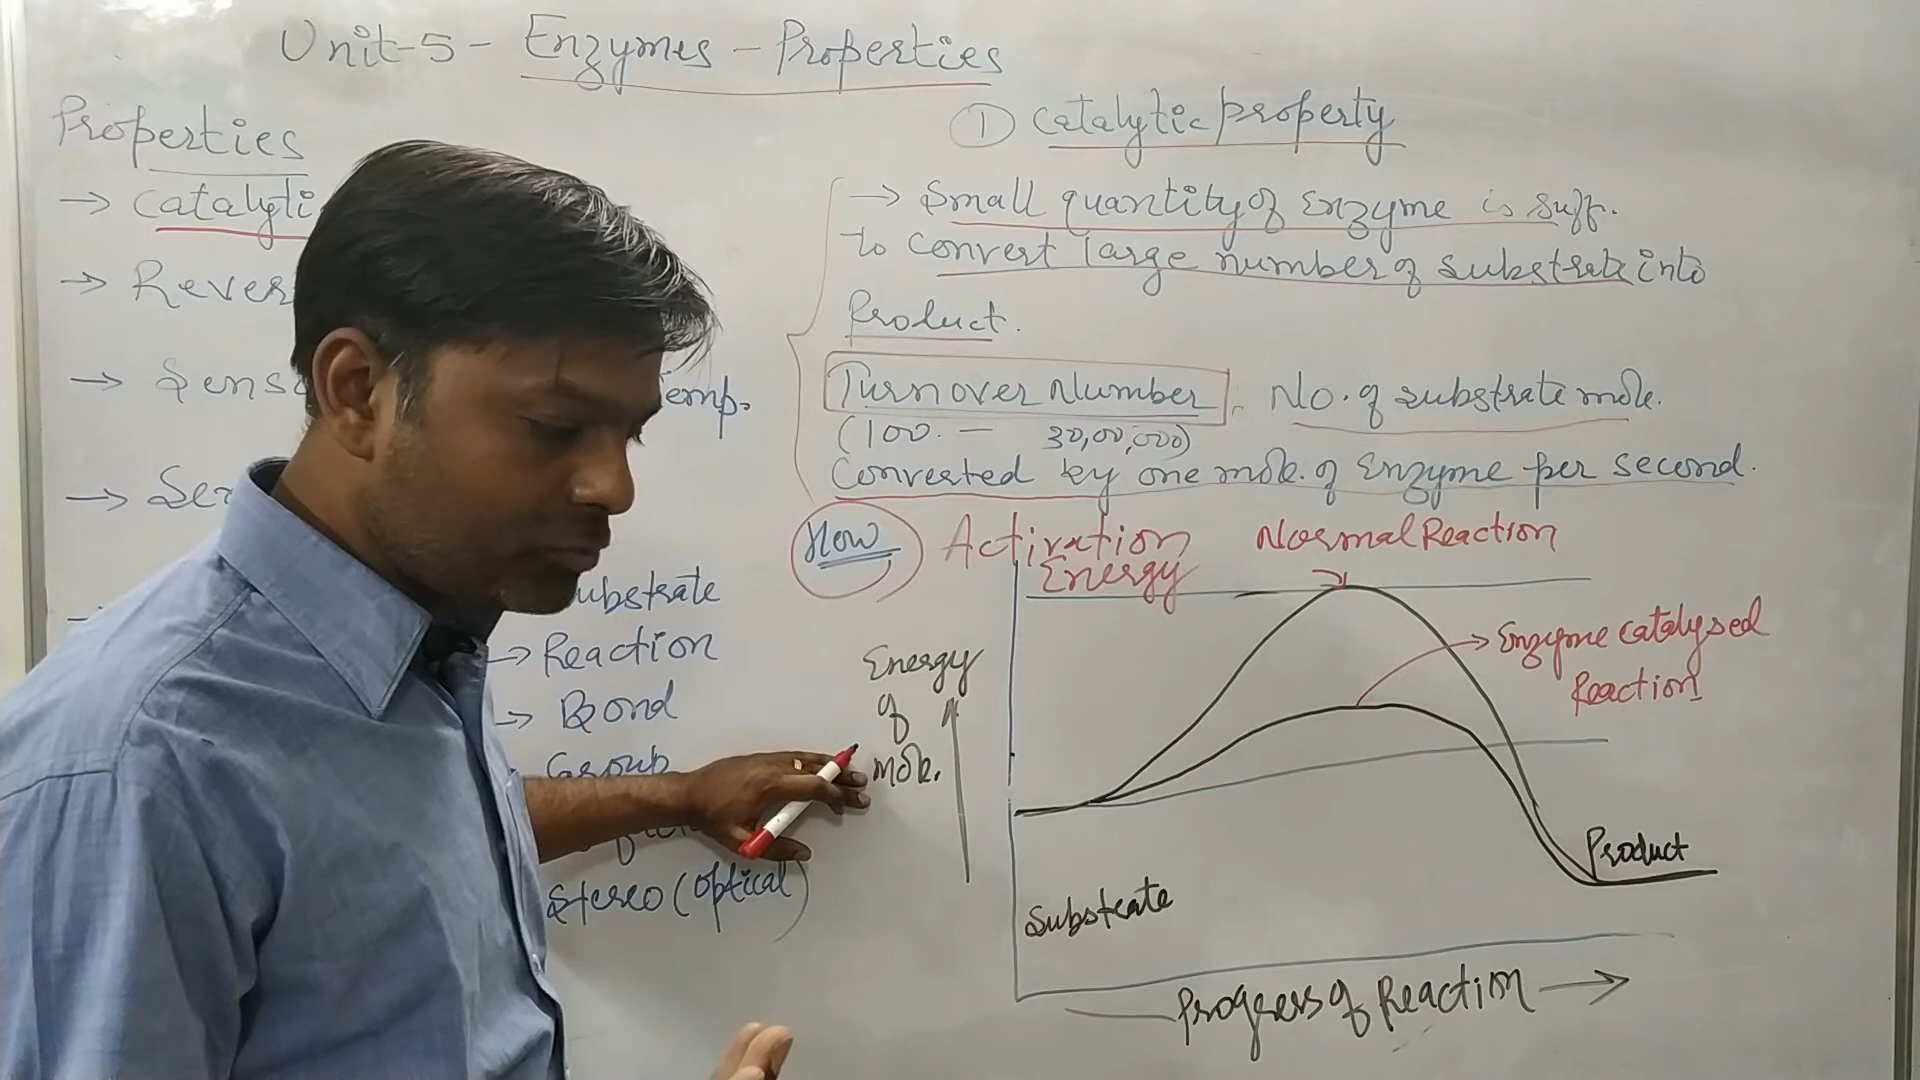 Unit-5 - Enzymes - Properties
Properties
→ Catalyti
→ Rever
→ Sens
emp.
→ Sen
ubstrate
→ Reaction
→ Bond
Group
Stereo (Optical)
① Catalytic property
→ Small quantity of Enzyme is suff.
to convert large number of substrate into
Product.
Turnover Number No. of substrate mole.
(100. - 30,00,000)
Converted by one mole. of Enzyme per second.
How Activation
Energy
Normal Reaction
Enzyme catalysed
Reaction
Energy
of
mole.
Product
Substrate
Progress of Reaction →